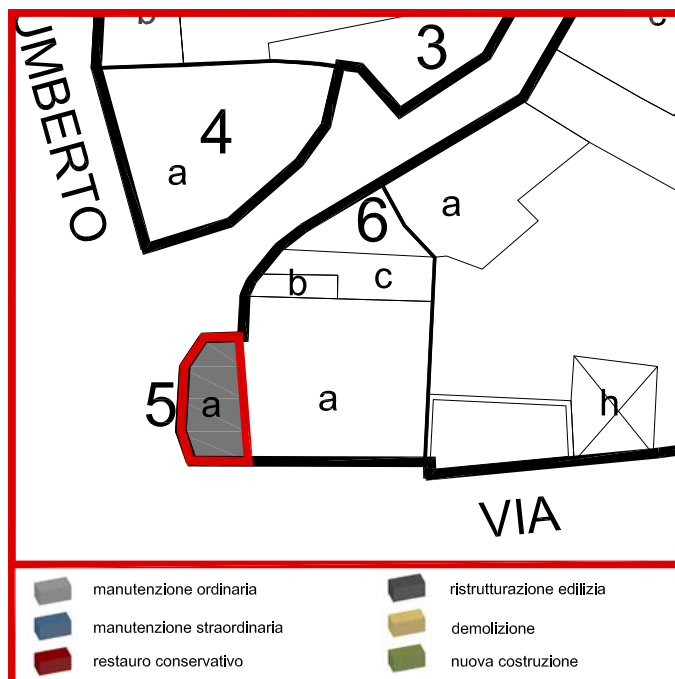 UMBERTO
b
c
3
4
a
a
6
b
c
5
a
a
h
VIA
manutenzione ordinaria
manutenzione straordinaria
restauro conservativo
ristrutturazione edilizia
demolizione
nuova costruzione